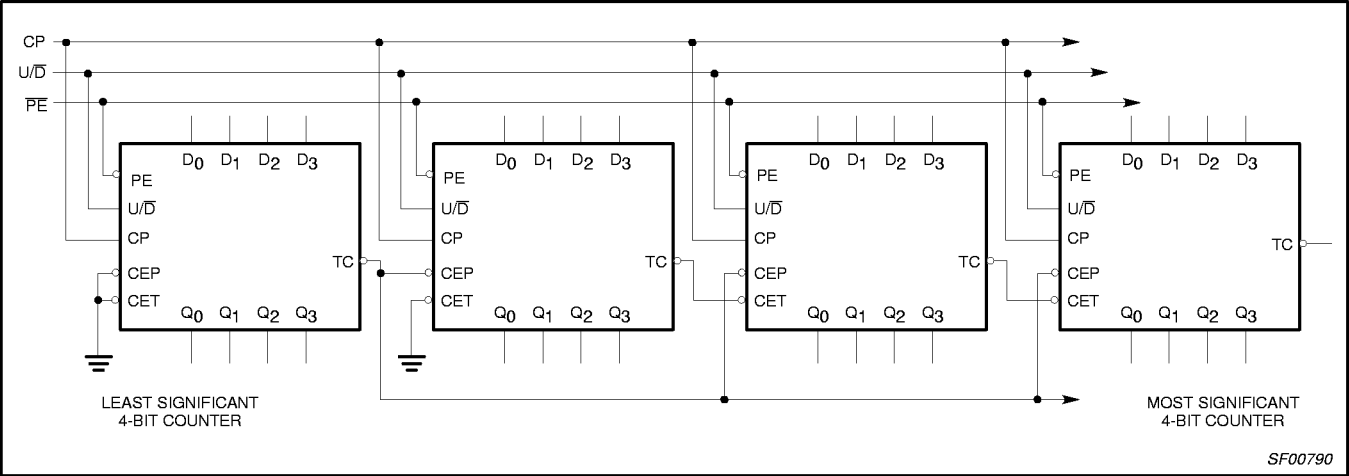 CP
U/D̅
P̅E̅
D0 D1 D2 D3
PE
U/D̅
CP
TC
CEP
CET
Q0 Q1 Q2 Q3
D0 D1 D2 D3
PE
U/D̅
CP
TC
CEP
CET
Q0 Q1 Q2 Q3
D0 D1 D2 D3
PE
U/D̅
CP
TC
CEP
CET
Q0 Q1 Q2 Q3
D0 D1 D2 D3
PE
U/D̅
CP
TC
CEP
CET
Q0 Q1 Q2 Q3
LEAST SIGNIFICANT
4-BIT COUNTER
MOST SIGNIFICANT
4-BIT COUNTER
SF00790